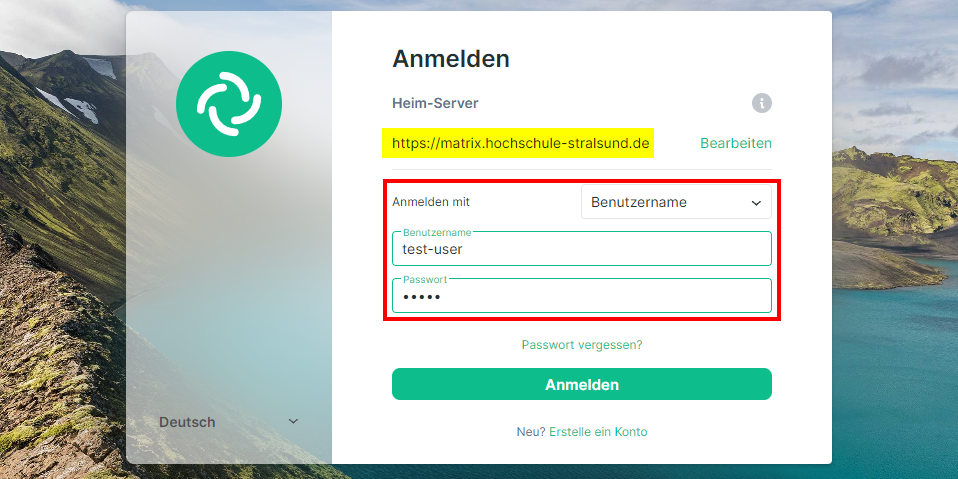 Anmelden
Heim-Server
https://matrix.hochschule-stralsund.de Bearbeiten
Anmelden mit Benutzername
Benutzername
test-user
Passwort
•••••
Passwort vergessen?
Anmelden
Deutsch
Neu? Erstelle ein Konto